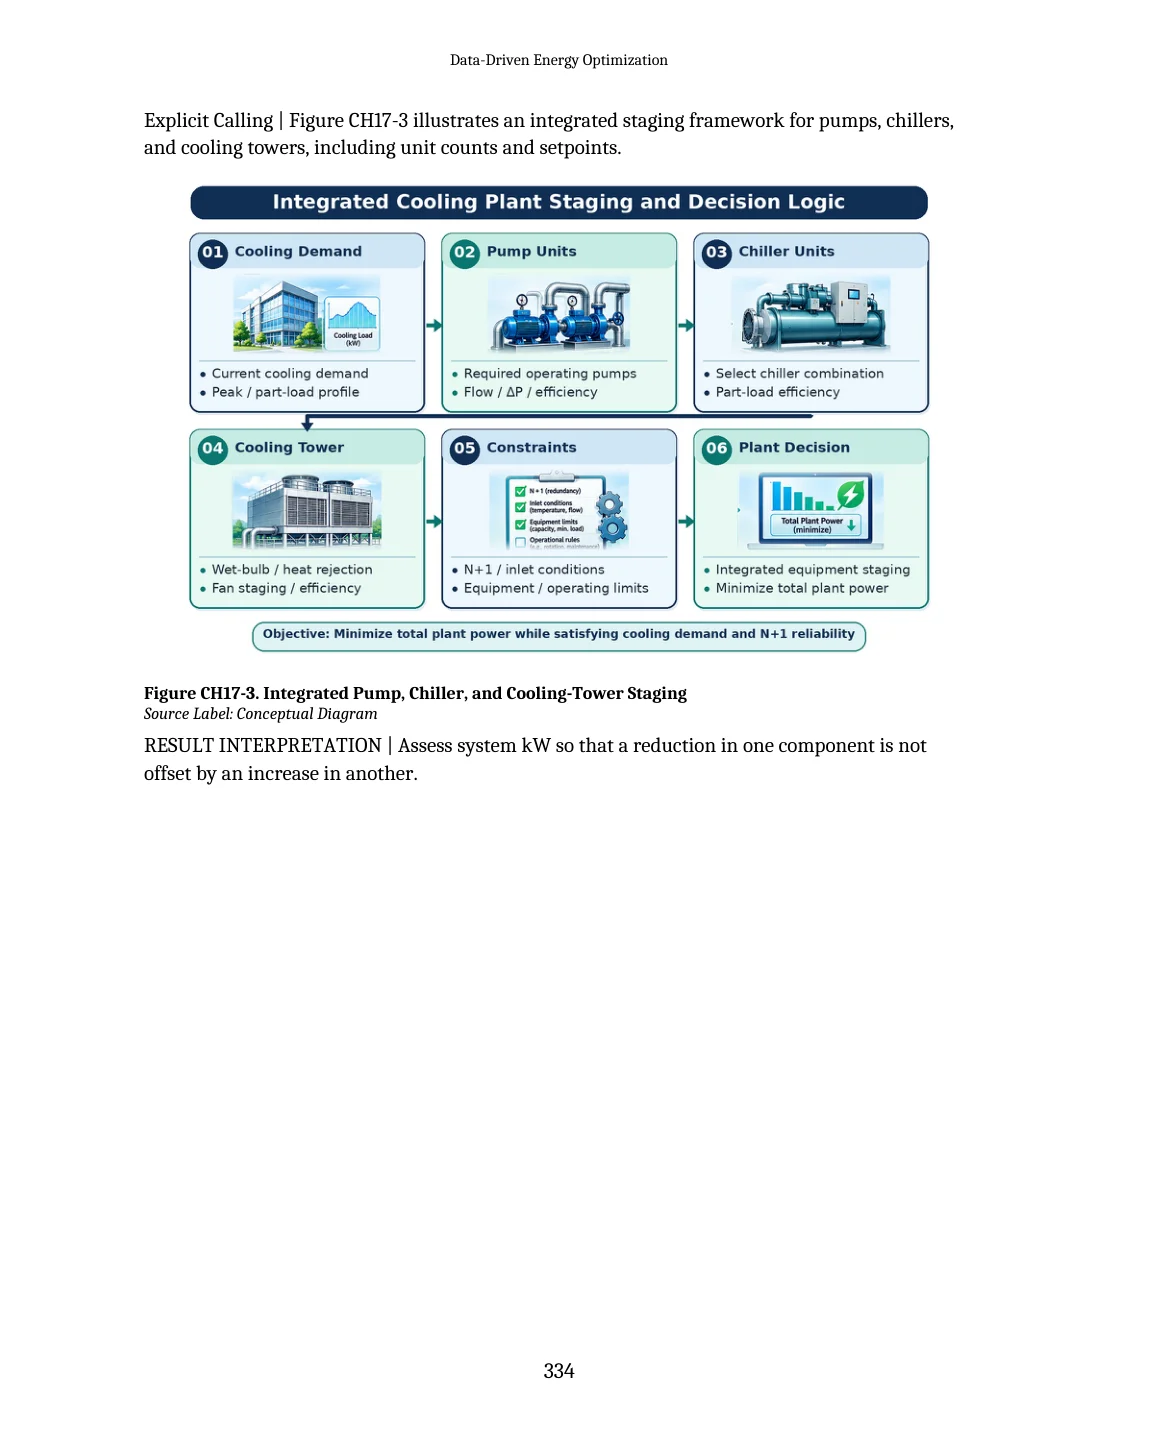 Data-Driven Energy Optimization
Explicit Calling | Figure CH17-3 illustrates an integrated staging framework for pumps, chillers,
and cooling towers, including unit counts and setpoints.
Integrated Cooling Plant Staging and Decision Logic
01 Cooling Demand
Cooling Load
(kW)
• Current cooling demand
• Peak / part-load profile
02 Pump Units
• Required operating pumps
• Flow / ΔP / efficiency
03 Chiller Units
• Select chiller combination
• Part-load efficiency
04 Cooling Tower
• Wet-bulb / heat rejection
• Fan staging / efficiency
05 Constraints
N+1 (redundancy)
Inlet conditions
(temperature, flow)
Equipment limits
(capacity, min. load)
Operational rules
• N+1 / inlet conditions
• Equipment / operating limits
06 Plant Decision
Total Plant Power
(minimize)
• Integrated equipment staging
• Minimize total plant power
Objective: Minimize total plant power while satisfying cooling demand and N+1 reliability
Figure CH17-3. Integrated Pump, Chiller, and Cooling-Tower Staging
Source Label: Conceptual Diagram
RESULT INTERPRETATION | Assess system kW so that a reduction in one component is not
offset by an increase in another.
334